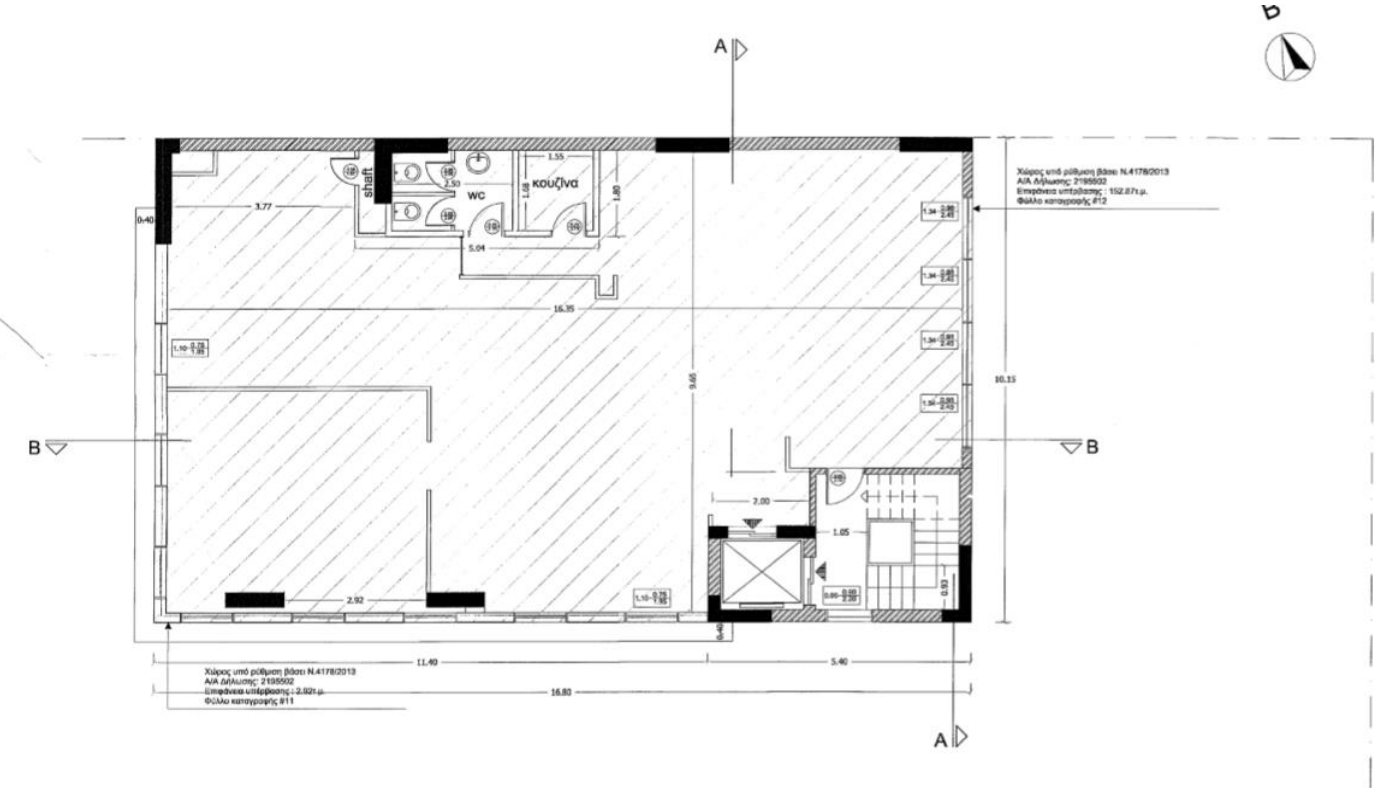 B
A
Χώρος υπό ρύθμιση βάσει Ν.4178/2013
Α/Α Δήλωσης: 2195502
Επιφάνεια υπέρβασης : 152.87τ.μ.
Φύλλο καταγραφής #12
shaft
2.50
WC
1.55
1.68
κουζίνα
1.80
3.77
0.40
5.04
16.35
9.65
10.15
B
B
2.00
1.05
0.93
2.92
0.40
11.40
5.40
16.80
Χώρος υπό ρύθμιση βάσει Ν.4178/2013
Α/Α Δήλωσης: 2195502
Επιφάνεια υπέρβασης : 2.92τ.μ.
Φύλλο καταγραφής #11
A